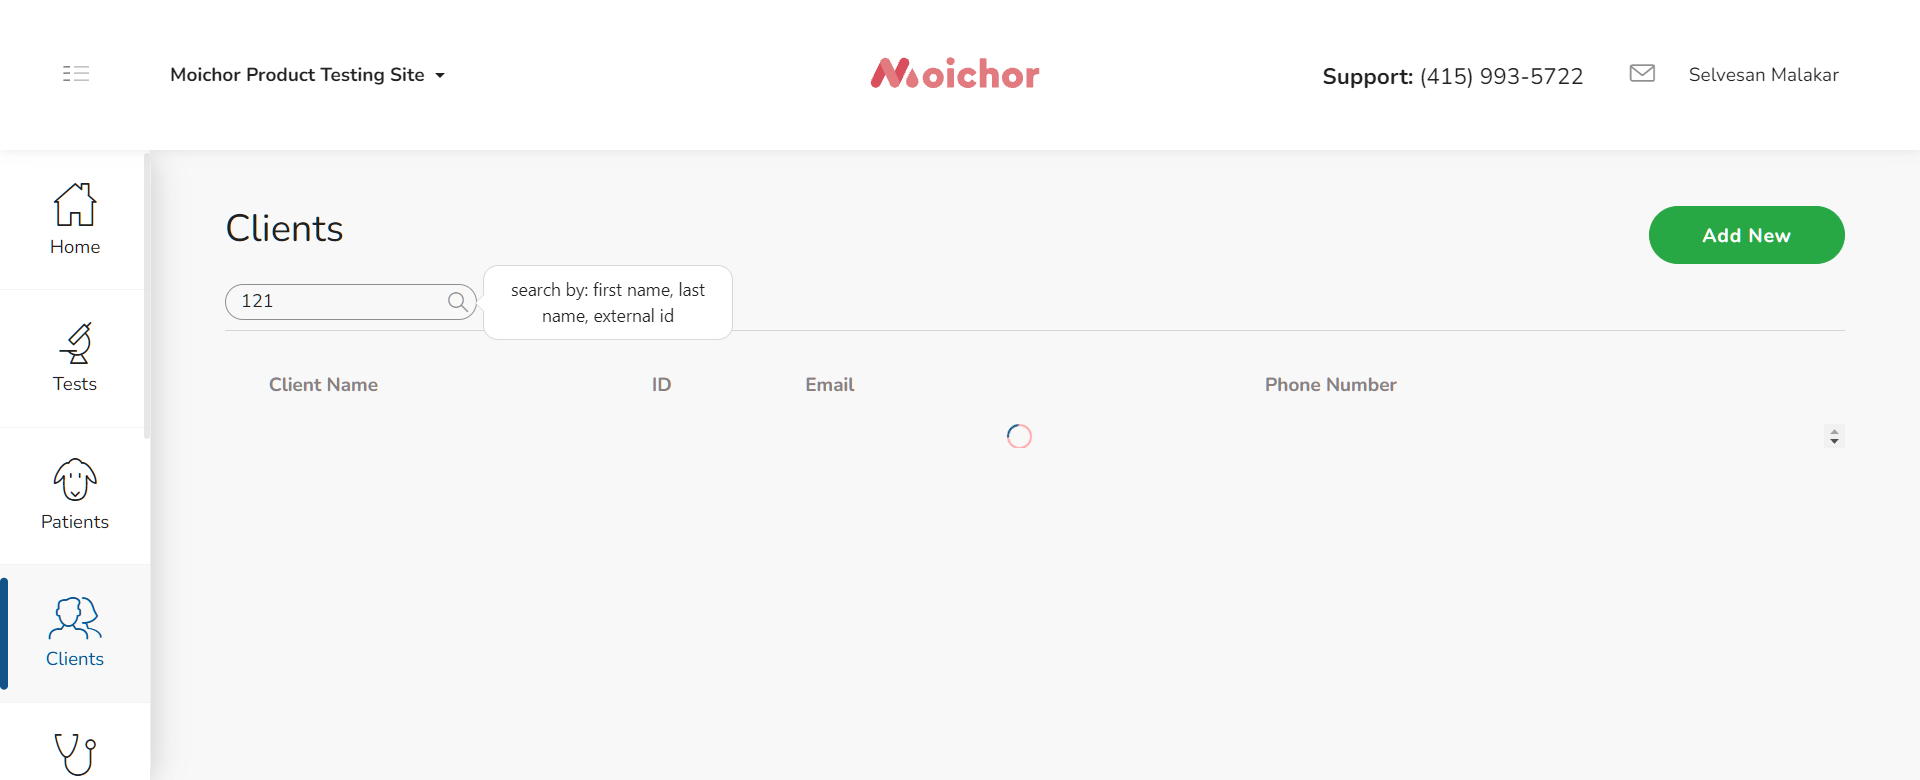 Moichor Product Testing Site
Moichor
Support: (415) 993-5722
Selvesan Malakar
Home
Tests
Patients
Clients
Clients
Add New
121
search by: first name, last
name, external id
Client Name ID Email Phone Number